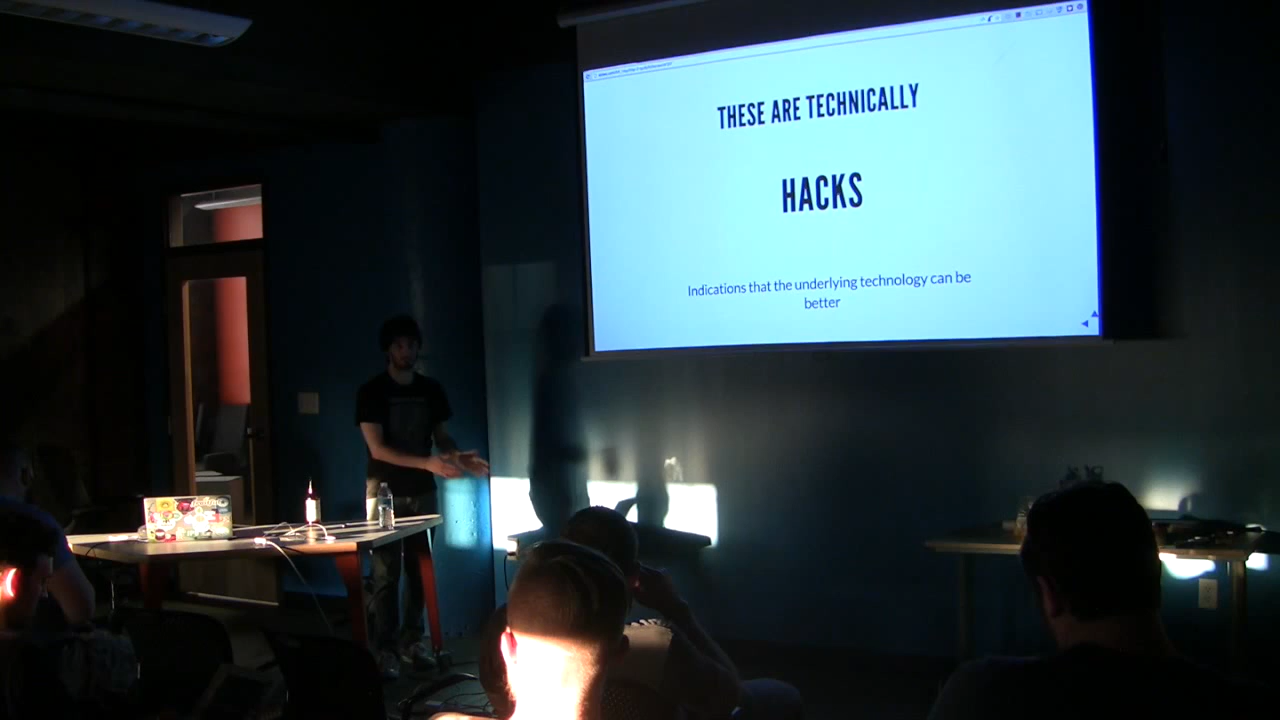 THESE ARE TECHNICALLY
HACKS
Indications that the underlying technology can be
better